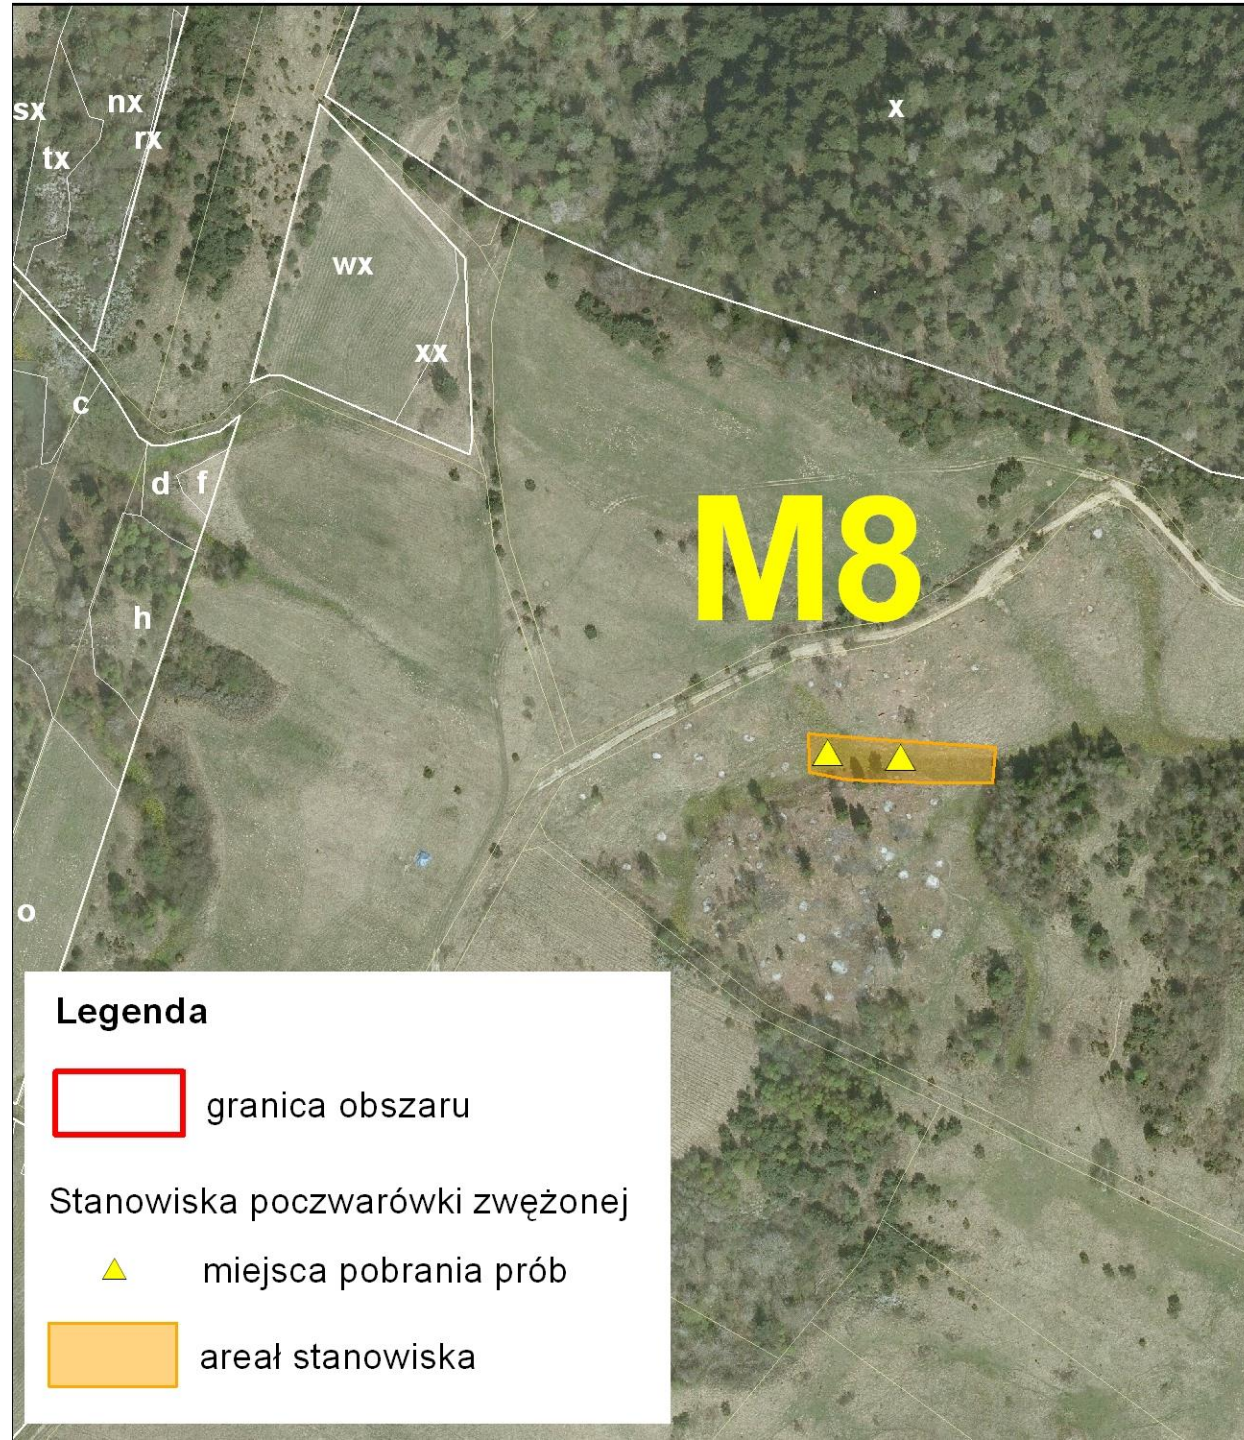 sx
nx
x
rx
tx
wx
xx
c
d
f
M8
h
o
Legenda
granica obszaru
Stanowiska poczwarówki zwężonej
miejsca pobrania prób
areał stanowiska